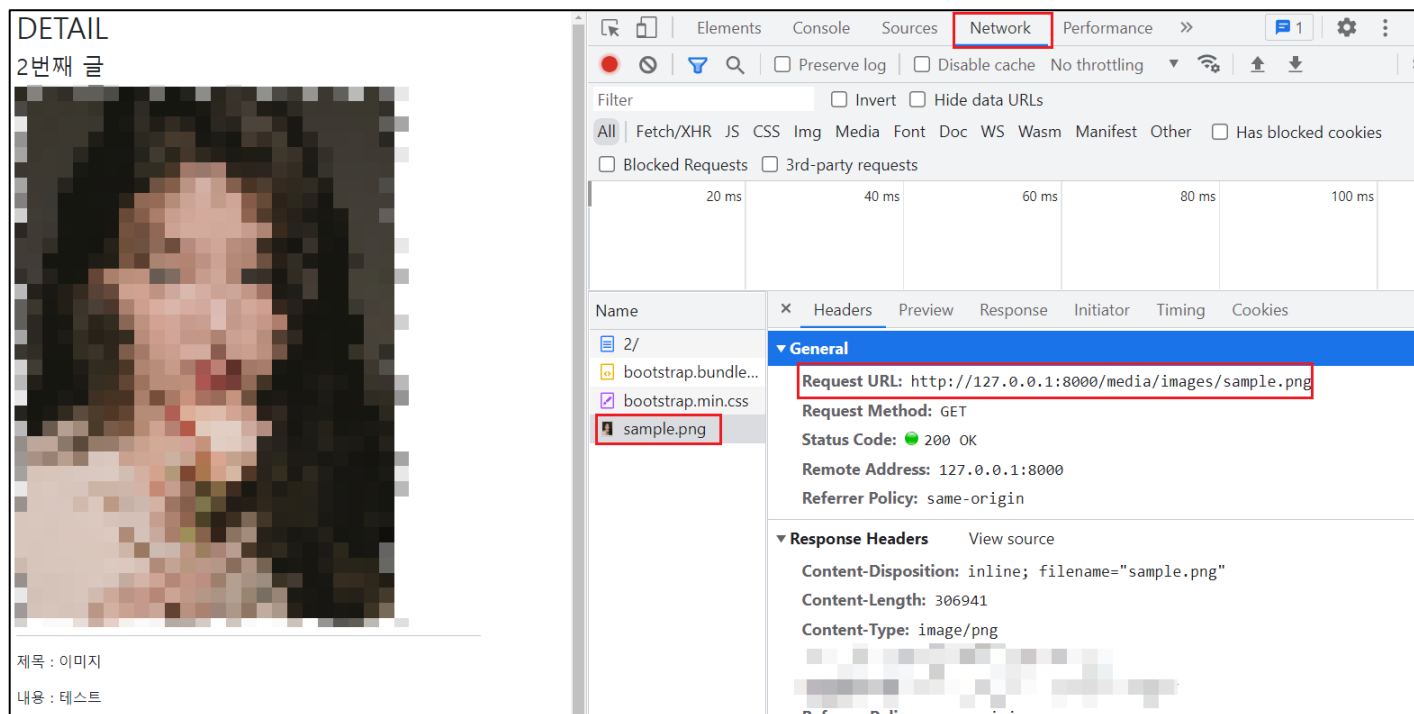 DETAIL
2번째 글
제목 : 이미지
내용 : 테스트
Elements Console Sources Network Performance 1
Preserve log Disable cache No throttling
Filter Invert Hide data URLs
All Fetch/XHR JS CSS Img Media Font Doc WS Wasm Manifest Other Has blocked cookies
Blocked Requests 3rd-party requests
20 ms 40 ms 60 ms 80 ms 100 ms
Name
2/
bootstrap.bundle...
bootstrap.min.css
sample.png
× Headers Preview Response Initiator Timing Cookies
General
Request URL: http://127.0.0.1:8000/media/images/sample.png
Request Method: GET
Status Code: 200 OK
Remote Address: 127.0.0.1:8000
Referrer Policy: same-origin
Response Headers View source
Content-Disposition: inline; filename="sample.png"
Content-Length: 306941
Content-Type: image/png